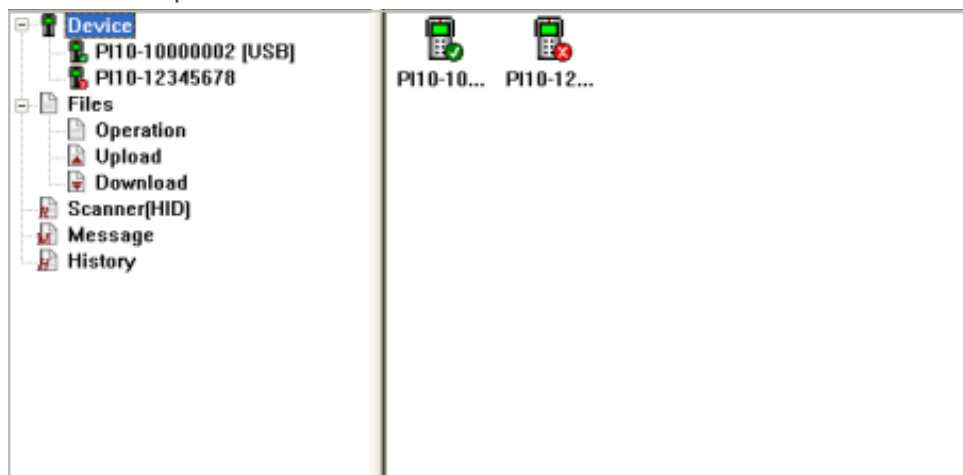 Device
PI10-10000002 [USB]
PI10-12345678
Files
Operation
Upload
Download
Scanner(HID)
Message
History
PI10-10... PI10-12...